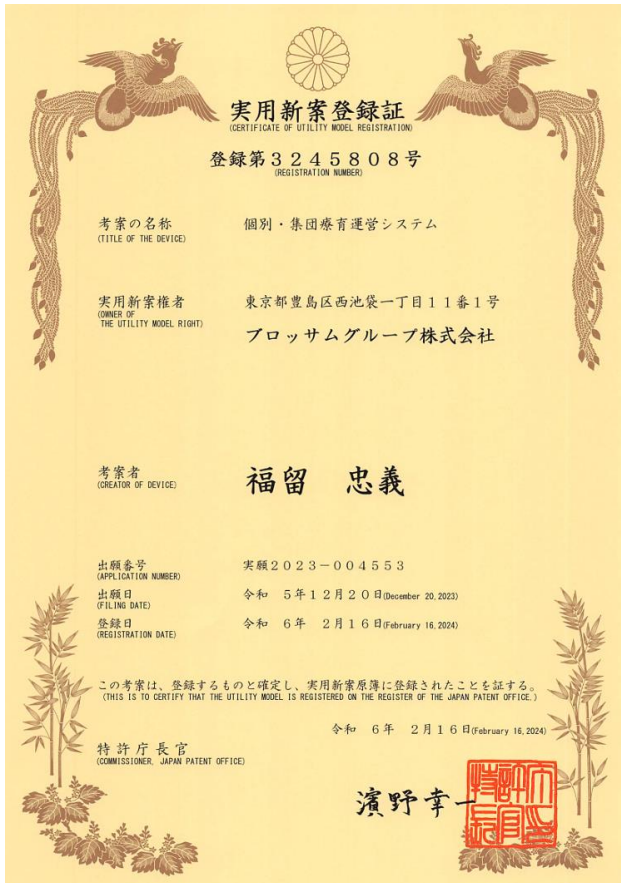 実用新案登録証
(CERTIFICATE OF UTILITY MODEL REGISTRATION)
登録第3245808号
(REGISTRATION NUMBER)
考案の名称 個別・集団療育運営システム
(TITLE OF THE DEVICE)
実用新案権者 東京都豊島区西池袋一丁目11番1号
(OWNER OF
THE UTILITY MODEL RIGHT)
ブロッサムグループ株式会社
考案者 福留 忠義
(CREATOR OF DEVICE)
出願番号 実願2023-004553
(APPLICATION NUMBER)
出願日 令和 5年12月20日(December 20,2023)
(FILING DATE)
登録日 令和 6年 2月16日(February 16,2024)
(REGISTRATION DATE)
この考案は、登録するものと確定し、実用新案原簿に登録されたことを証する。
(THIS IS TO CERTIFY THAT THE UTILITY MODEL IS REGISTERED ON THE REGISTER OF THE JAPAN PATENT OFFICE.)
令和 6年 2月16日(February 16,2024)
特許庁長官
(COMMISSIONER, JAPAN PATENT OFFICE)
濱野幸一